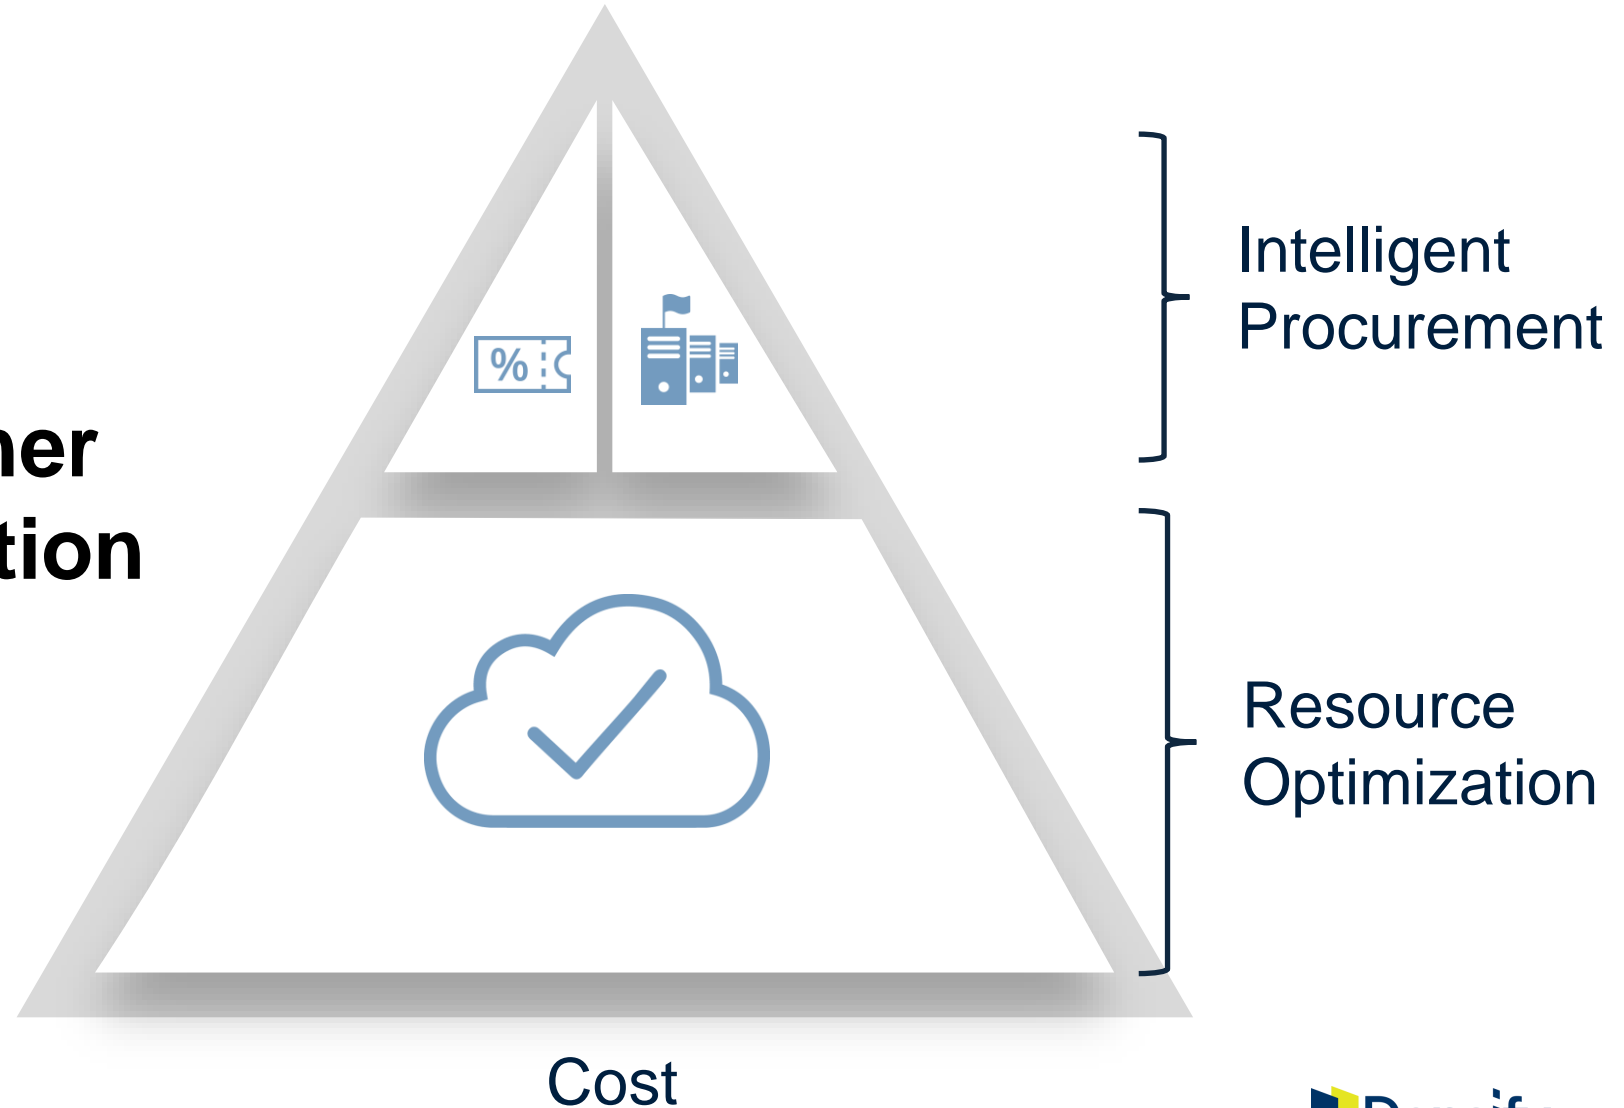 Intelligent
Procurement
%
ner
tion
Resource
Optimization
Cost